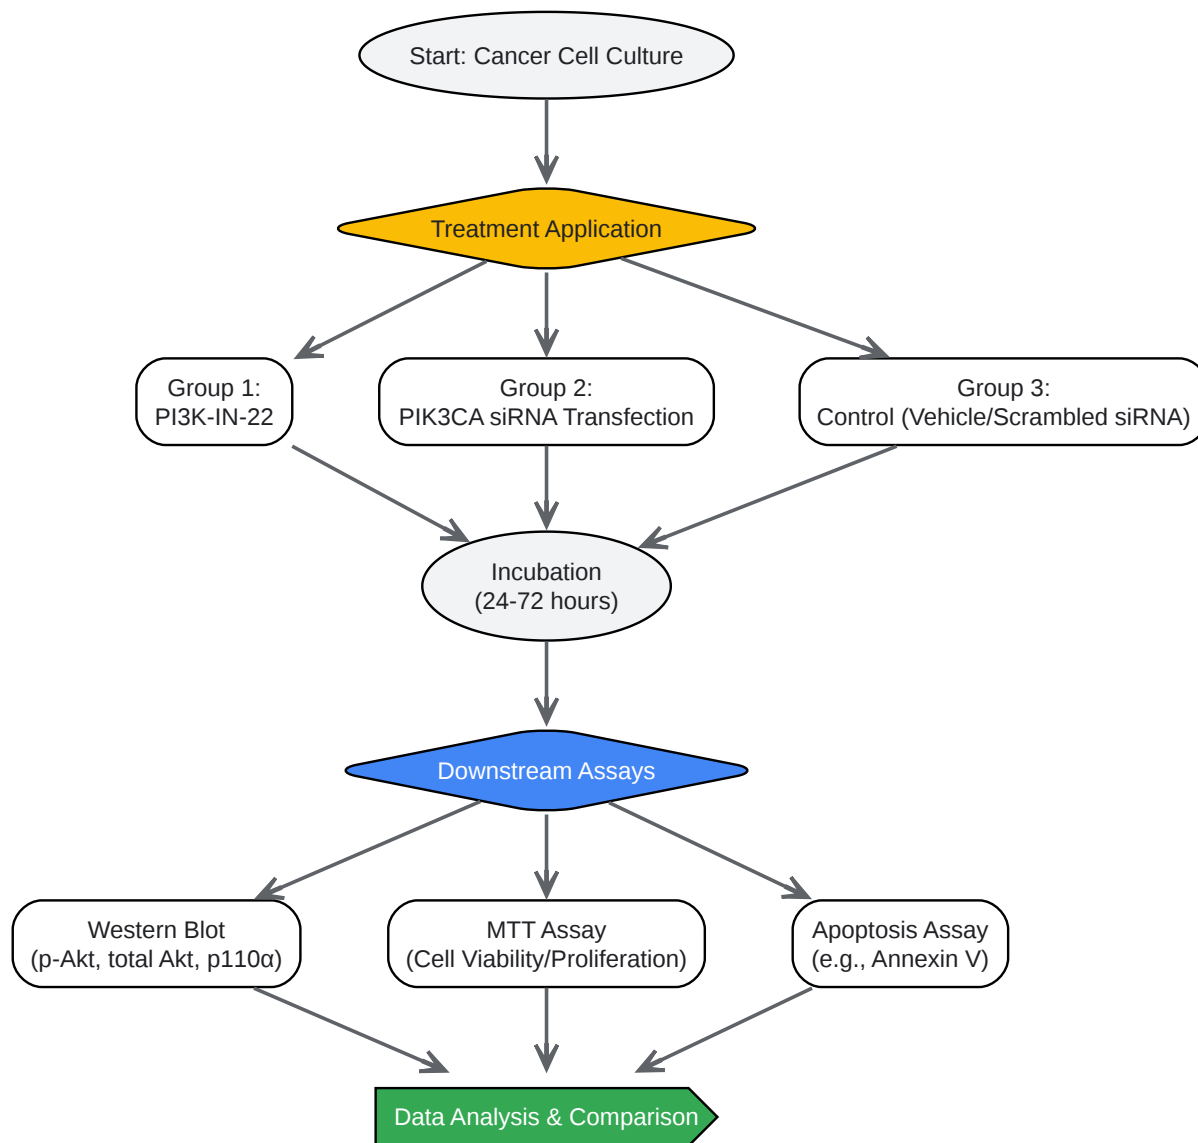 Start: Cancer Cell Culture
Treatment Application
Group 1:
PI3K-IN-22
Group 2:
PIK3CA siRNA Transfection
Group 3:
Control (Vehicle/Scrambled siRNA)
Incubation
(24-72 hours)
Downstream Assays
Western Blot
(p-Akt, total Akt, p110α)
MTT Assay
(Cell Viability/Proliferation)
Apoptosis Assay
(e.g., Annexin V)
Data Analysis & Comparison